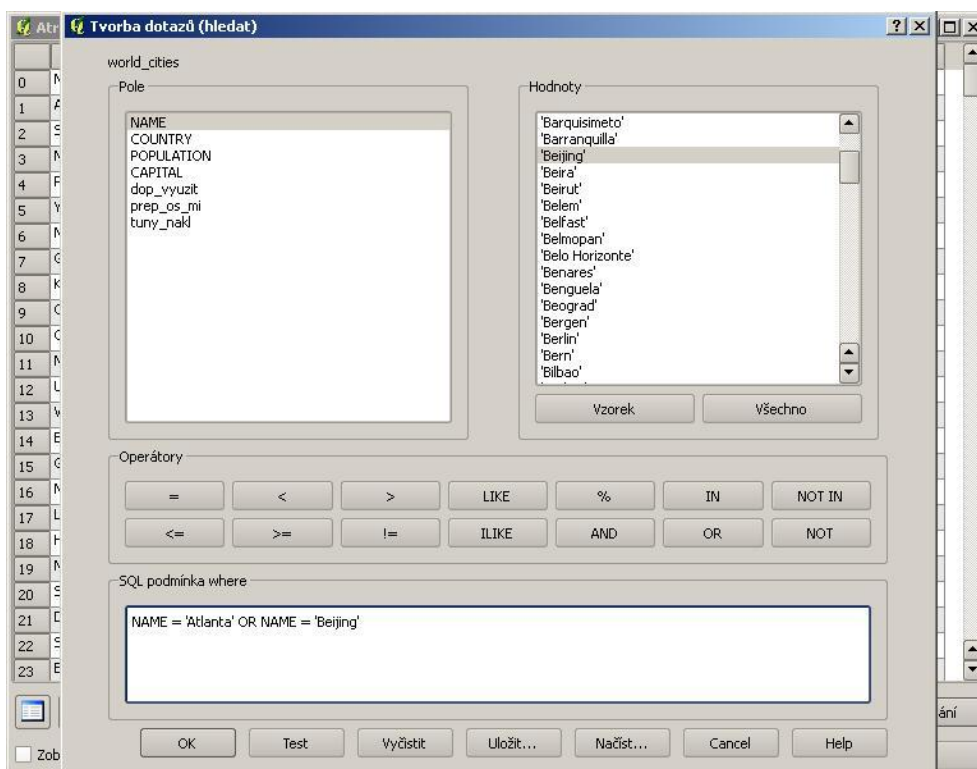 Atr
Tvorba dotazů (hledat)
world_cities
Pole
NAME
COUNTRY
POPULATION
CAPITAL
dop_vyuzit
prep_os_mi
tuny_nakl
Hodnoty
'Barquisimeto'
'Barranquilla'
'Beijing'
'Beira'
'Beirut'
'Belem'
'Belfast'
'Belmopan'
'Belo Horizonte'
'Benares'
'Benguela'
'Beograd'
'Bergen'
'Berlin'
'Bern'
'Bilbao'
Vzorek Všechno
Operátory
= < > LIKE % IN NOT IN
<= >= != ILIKE AND OR NOT
SQL podmínka where
NAME = 'Atlanta' OR NAME = 'Beijing'
OK Test Vyčistit Uložit... Načíst... Cancel Help
0
1
2
3
4
5
6
7
8
9
10
11
12
13
14
15
16
17
18
19
20
21
22
23
ání
Zob